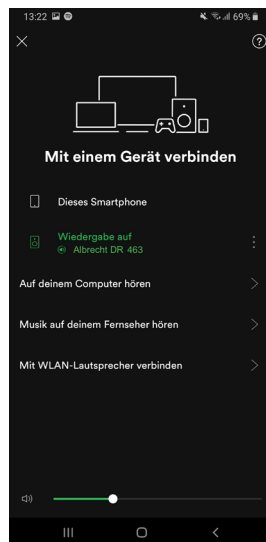 13:22 69%
?
Mit einem Gerät verbinden
Dieses Smartphone
Wiedergabe auf
Albrecht DR 463
Auf deinem Computer hören
Musik auf deinem Fernseher hören
Mit WLAN-Lautsprecher verbinden